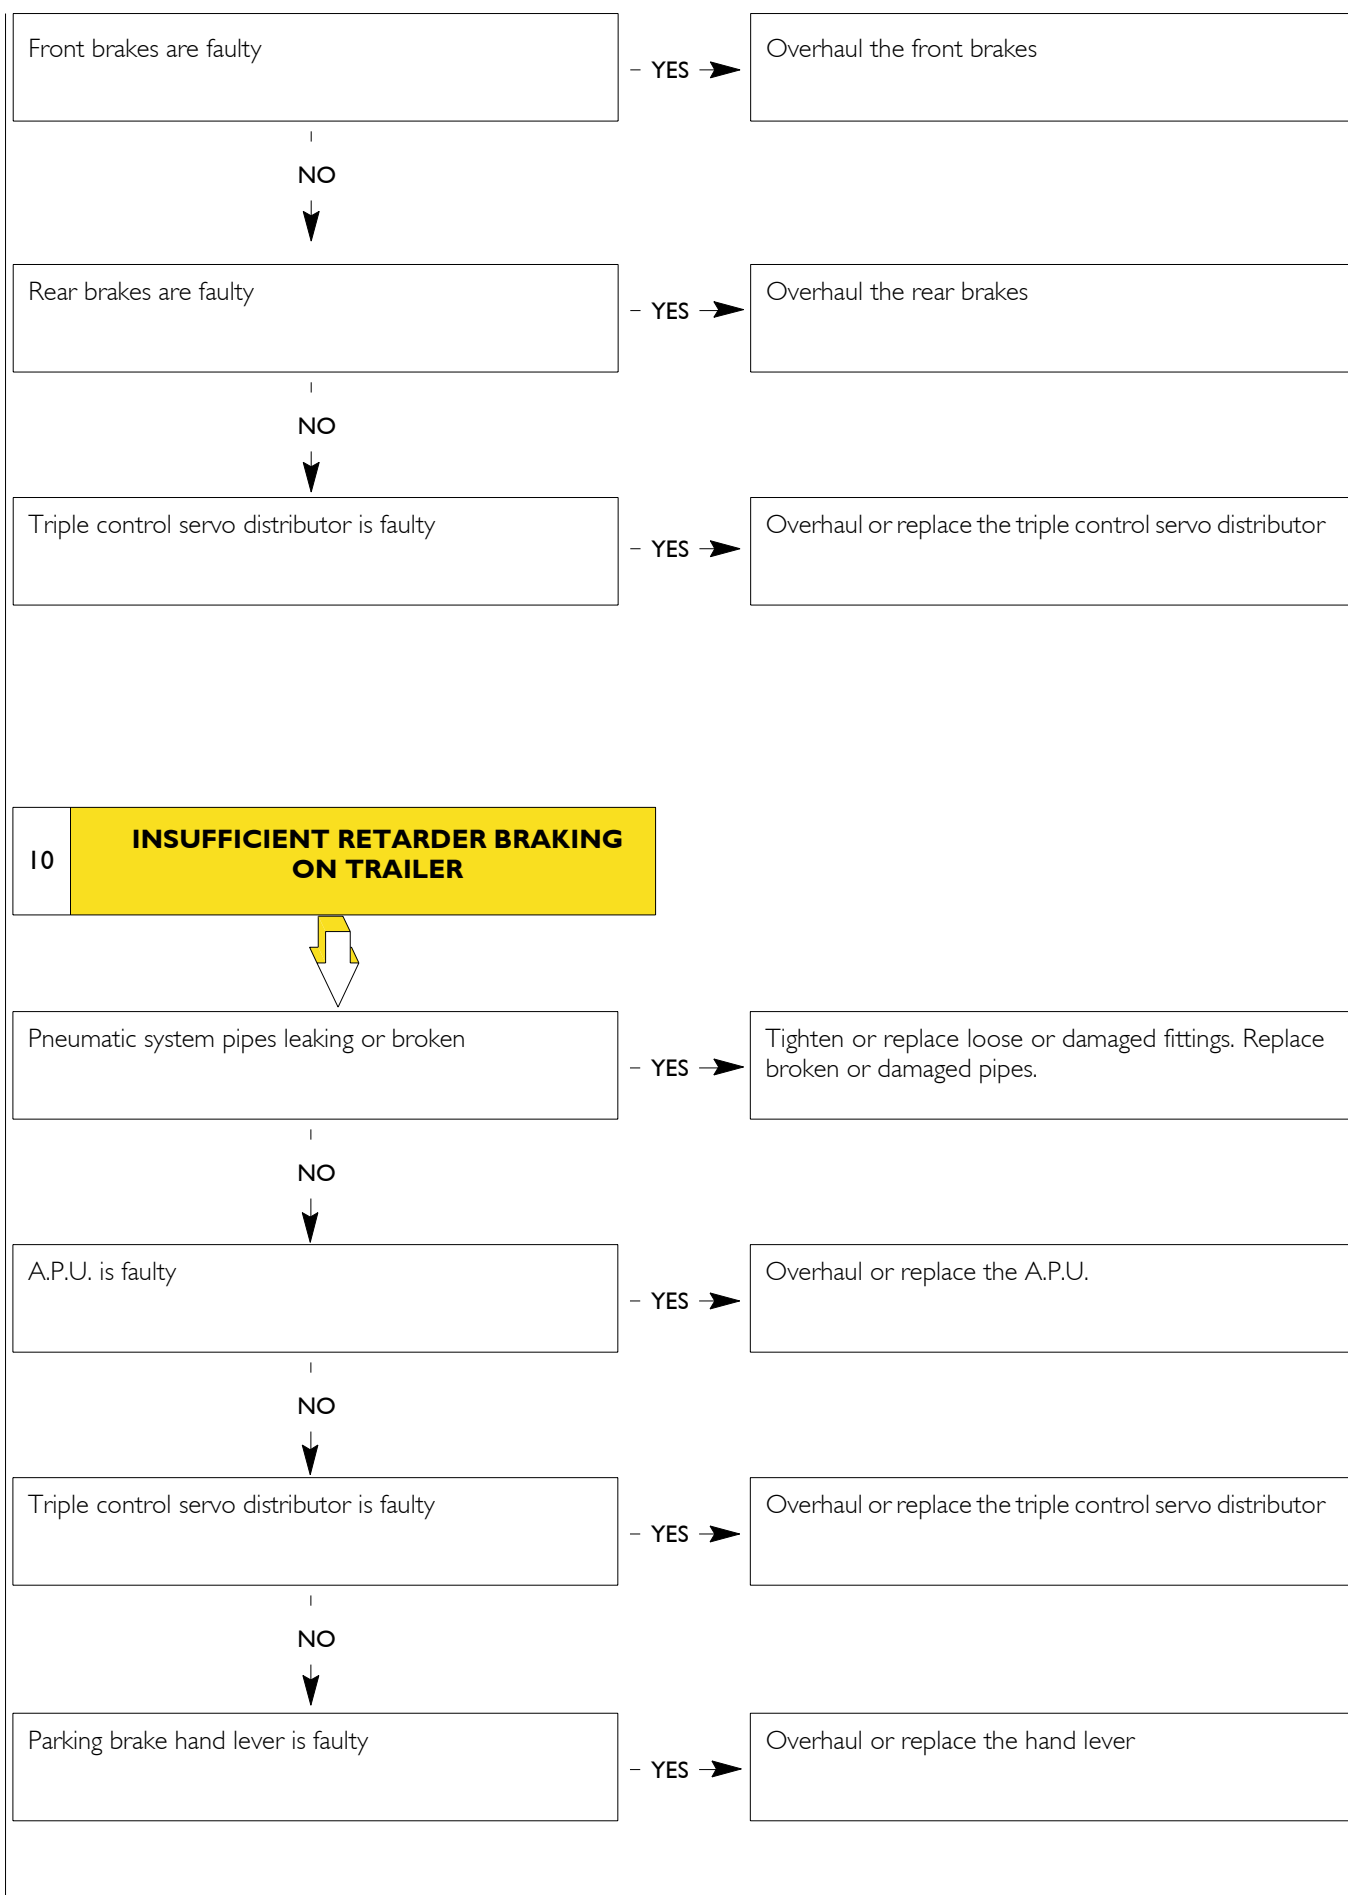 Front brakes are faulty
YES
Overhaul the front brakes
NO
Rear brakes are faulty
YES
Overhaul the rear brakes
NO
Triple control servo distributor is faulty
YES
Overhaul or replace the triple control servo distributor
10
INSUFFICIENT RETARDER BRAKING
ON TRAILER
Pneumatic system pipes leaking or broken
YES
Tighten or replace loose or damaged fittings. Replace
broken or damaged pipes.
NO
A.P.U. is faulty
YES
Overhaul or replace the A.P.U.
NO
Triple control servo distributor is faulty
YES
Overhaul or replace the triple control servo distributor
NO
Parking brake hand lever is faulty
YES
Overhaul or replace the hand lever